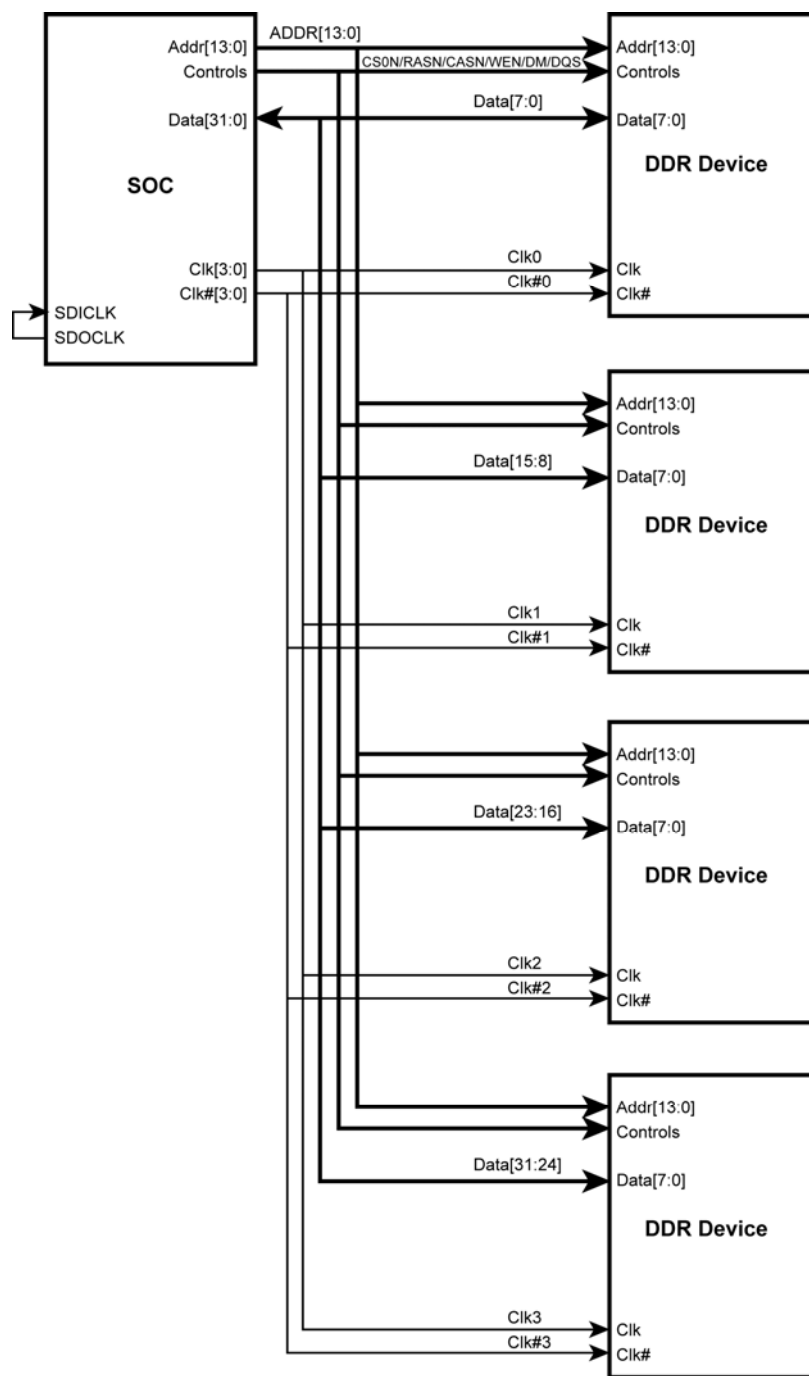 ADDR[13:0]
Addr[13:0]
Addr[13:0]
Controls
CS0N/RASN/CASN/WEN/DM/DQS
Controls
Data[31:0]
Data[7:0]
Data[7:0]
SOC
DDR Device
Clk[3:0]
Clk0
Clk
Clk#[3:0]
Clk#0
Clk#
SDICLK
SDOCLK
Addr[13:0]
Controls
Data[15:8]
Data[7:0]
DDR Device
Clk1
Clk
Clk#1
Clk#
Addr[13:0]
Controls
Data[23:16]
Data[7:0]
DDR Device
Clk2
Clk
Clk#2
Clk#
Addr[13:0]
Controls
Data[31:24]
Data[7:0]
DDR Device
Clk3
Clk
Clk#3
Clk#